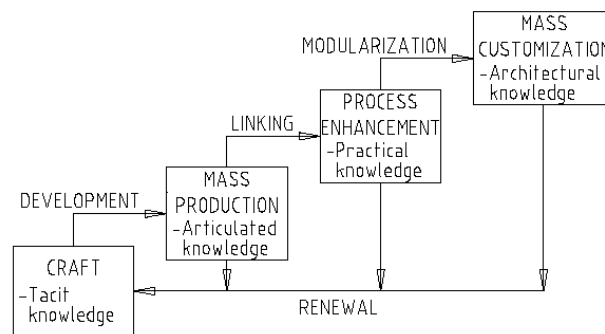 MASS
CUSTOMIZATION
-Architectural
knowledge
MODULARIZATION
PROCESS
ENHANCEMENT
-Practical
knowledge
LINKING
MASS
PRODUCTION
-Articulated
knowledge
DEVELOPMENT
CRAFT
-Tacit
knowledge
RENEWAL